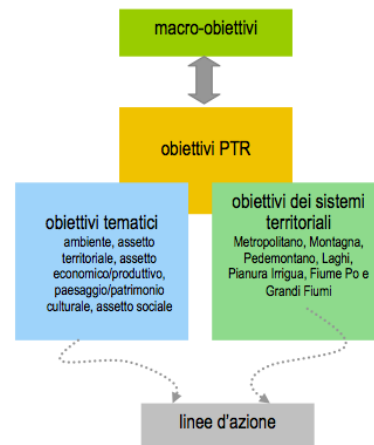 macro-obiettivi
obiettivi PTR
obiettivi tematici
ambiente, assetto
territoriale, assetto
economico/produttivo,
paesaggio/patrimonio
culturale, assetto sociale
obiettivi dei sistemi
territoriali
Metropolitano, Montagna,
Pedemontano, Laghi,
Pianura Irrigua, Fiume Po e
Grandi Fiumi
linee d'azione